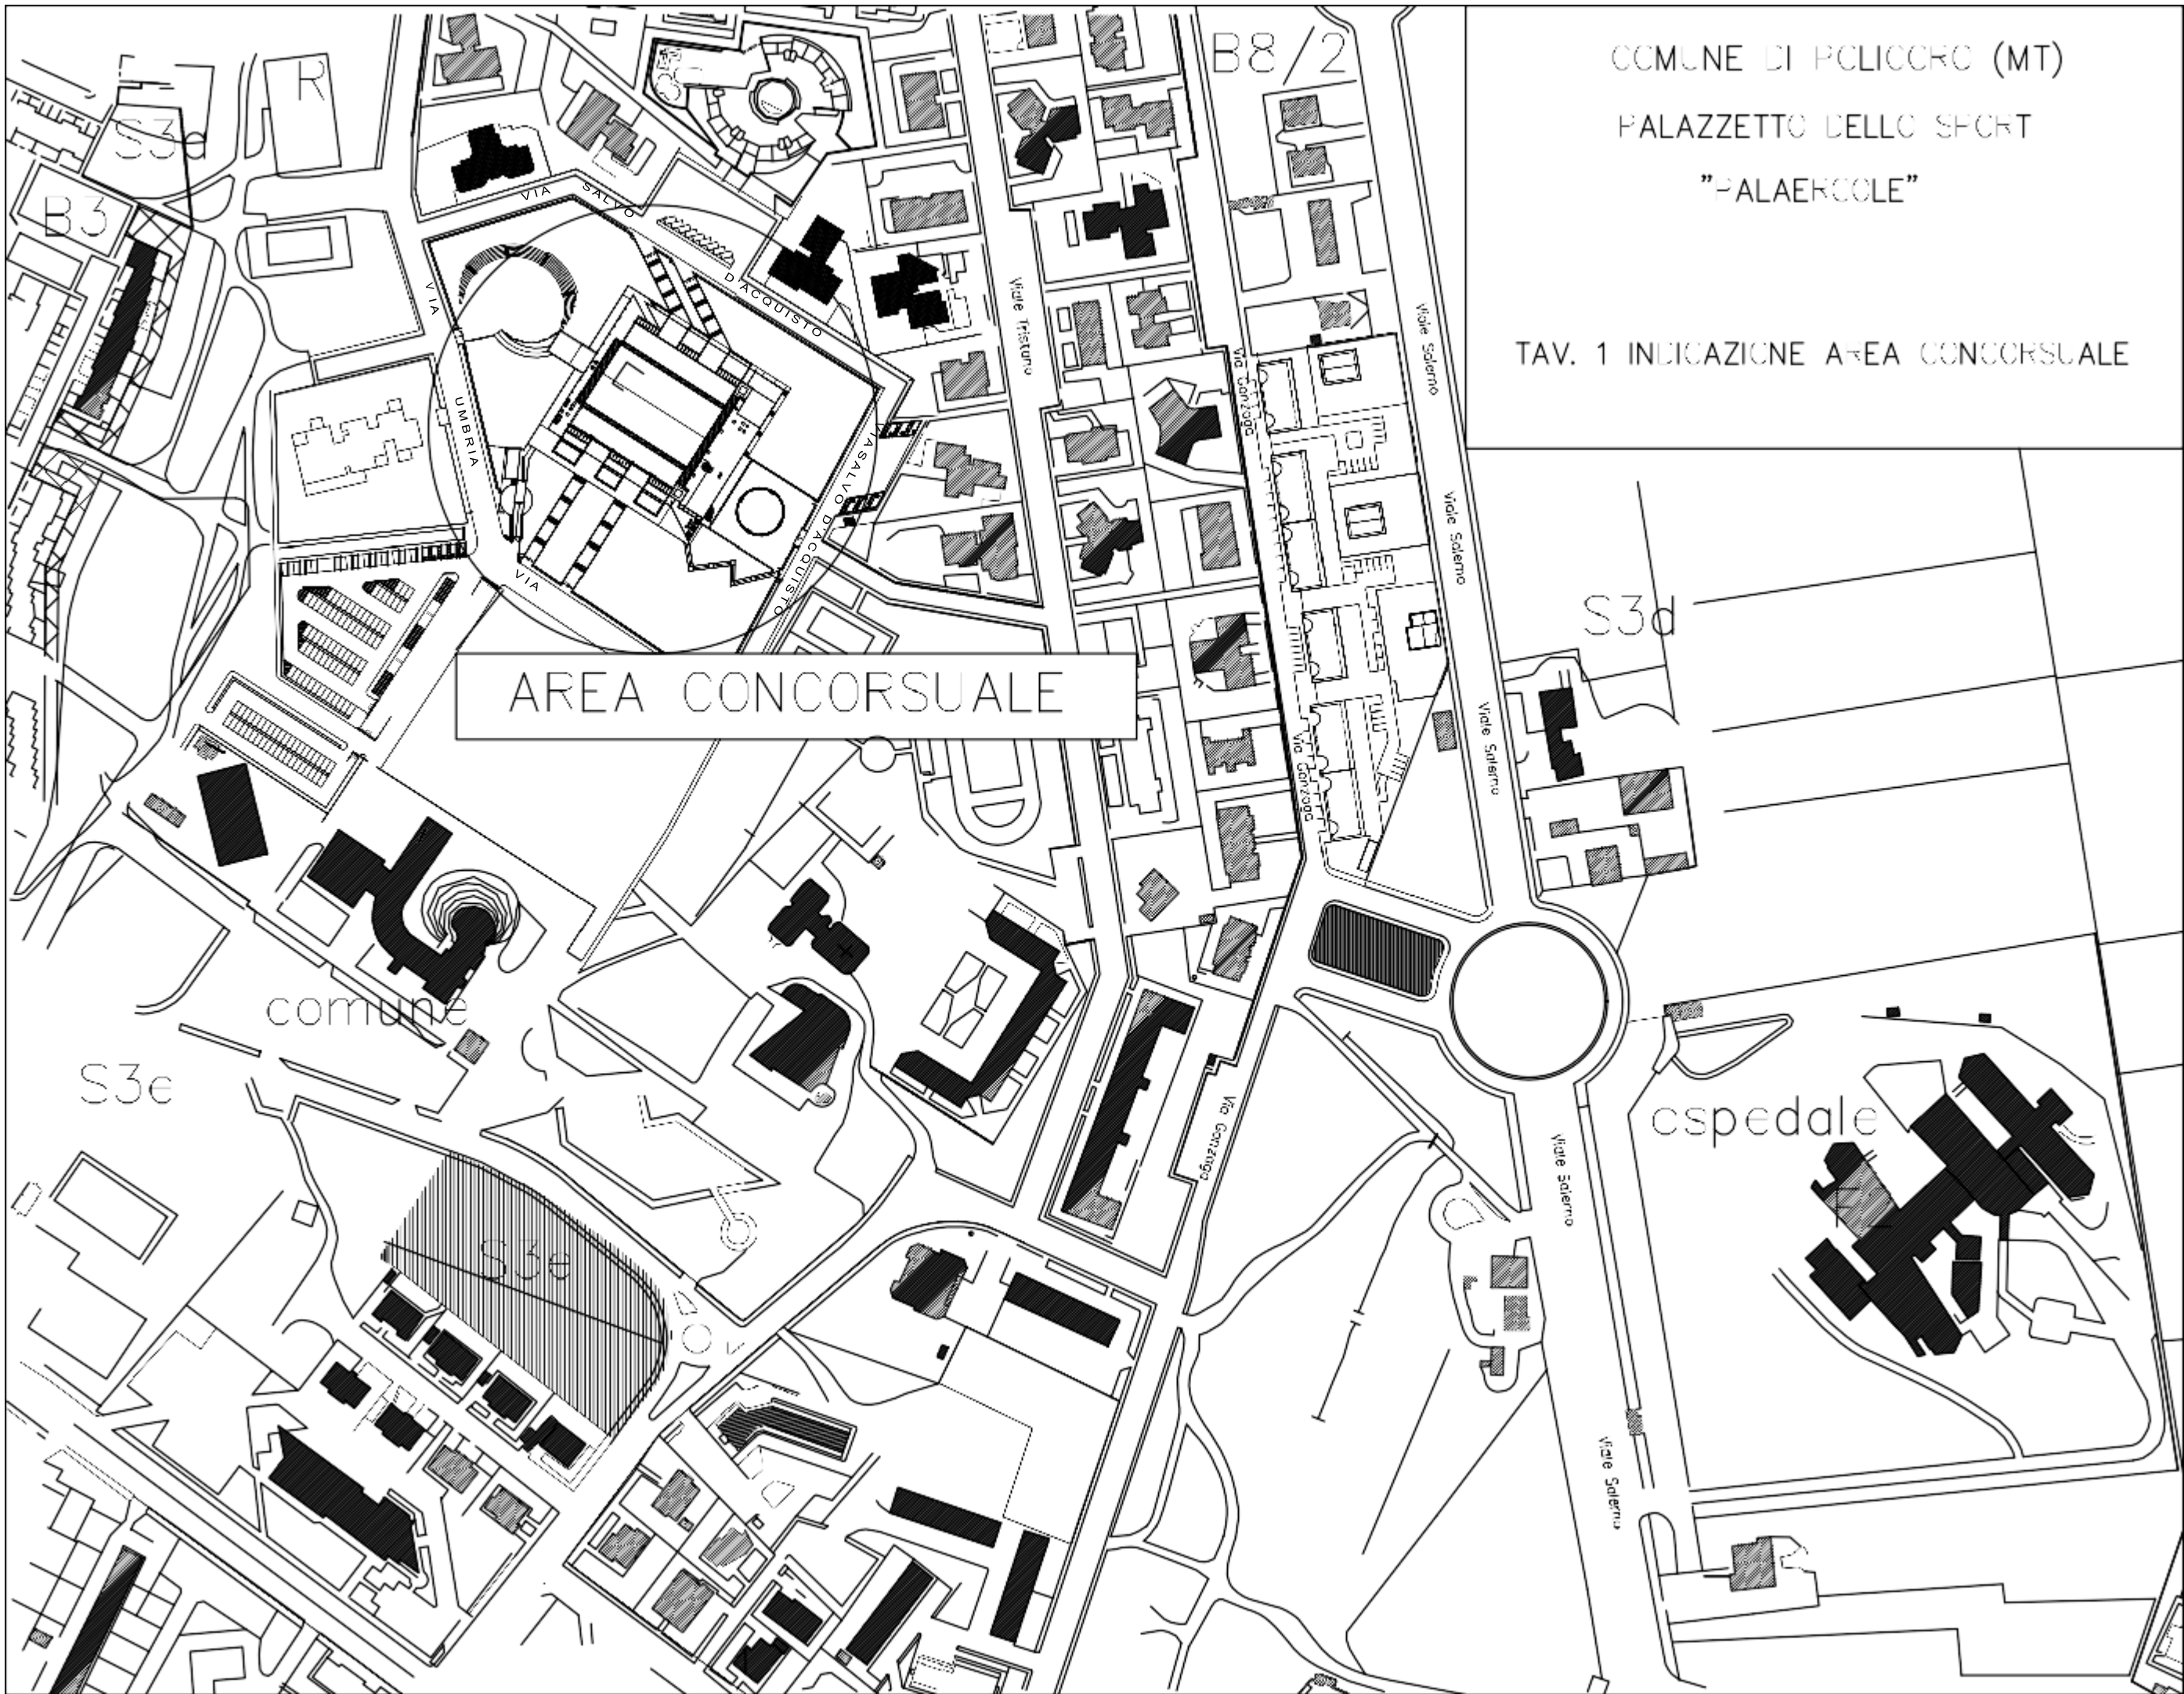 COMUNE DI POLICORO (MT)
PALAZZETTO DELLO SPORT
"PALAERCOLE"
TAV. 1 INDICAZIONE AREA CONCORSUALE
B8/2
R
S3d
B3
VIA SALVO D'ACQUISTO
VIA UMBRIA
VIA SALVO D'ACQUISTO
VIA
Viale Tristano
Via Gonzaga
Viale Salerno
Viale Salerno
S3d
AREA CONCORSUALE
Viale Salerno
Via Gonzaga
comune
S3e
Via Gonzaga
ospedale
Viale Salerno
S3e
Viale Salerno